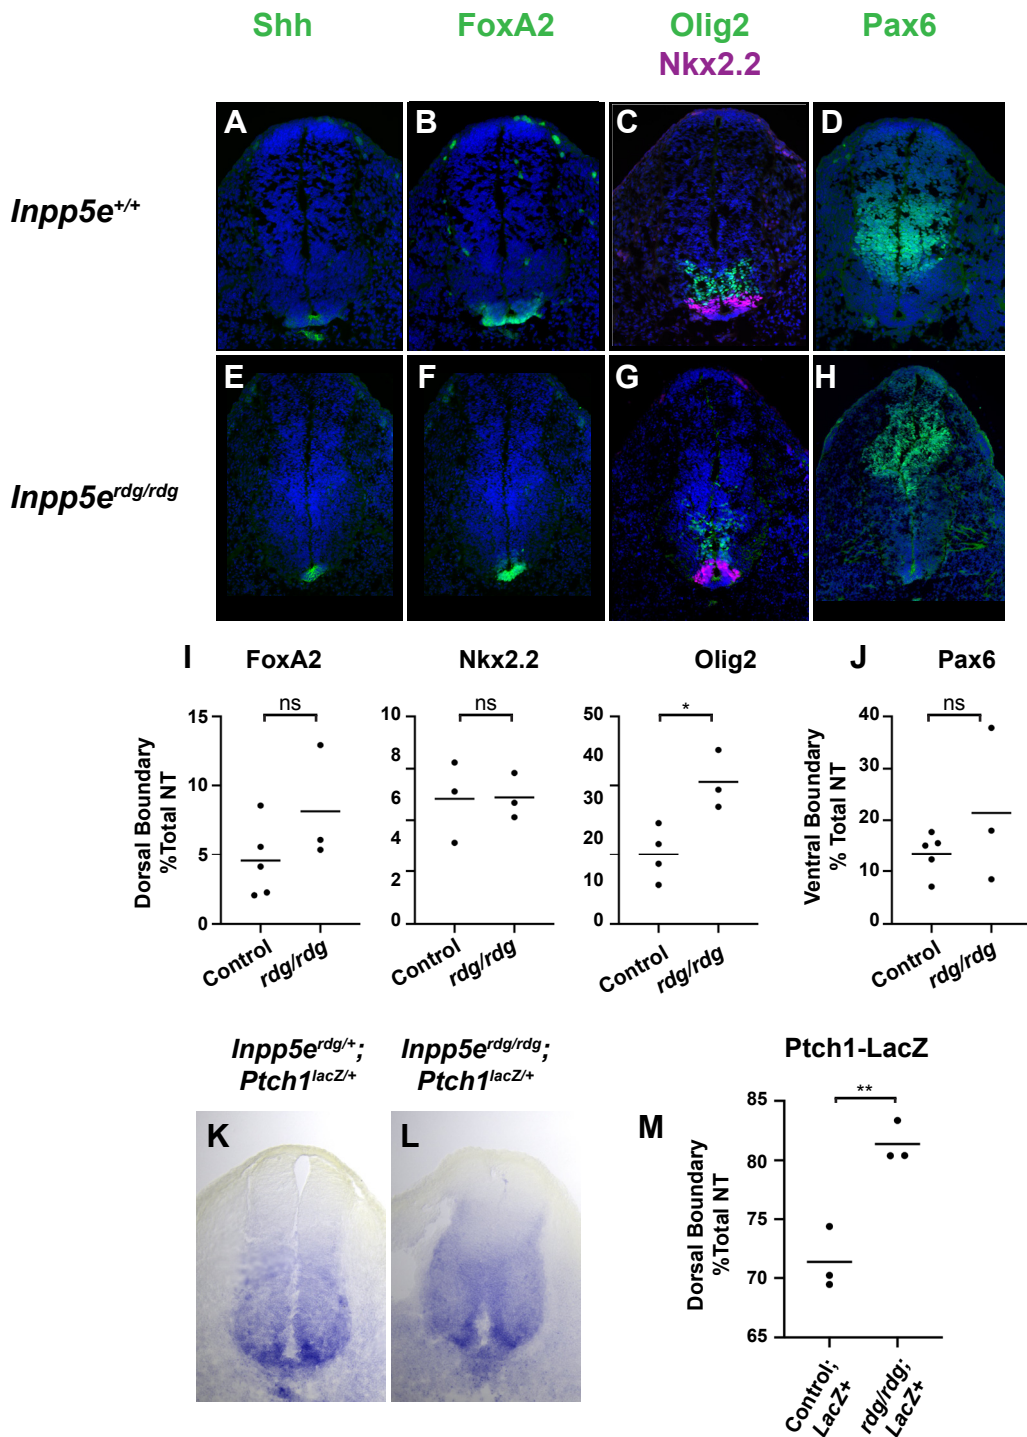 Shh FoxA2 Olig2 Pax6
Nkx2.2
A B C D
Inpp5e+/+
E F G H
Inpp5erdg/rdg
I FoxA2 Nkx2.2 Olig2 J Pax6
ns ns * ns
Dorsal Boundary
%Total NT
15
10
5
0
Control
rdg/rdg
10
8
6
4
2
0
Control
rdg/rdg
50
40
30
20
10
0
Control
rdg/rdg
Ventral Boundary
% Total NT
40
30
20
10
0
Control
rdg/rdg
Inpp5erdg/+;
Ptch1lacZ/+
Inpp5erdg/rdg;
Ptch1lacZ/+
K L
Ptch1-LacZ
M
**
Dorsal Boundary
%Total NT
85
80
75
70
65
Control;
LacZ+
rdg/rdg;
LacZ+